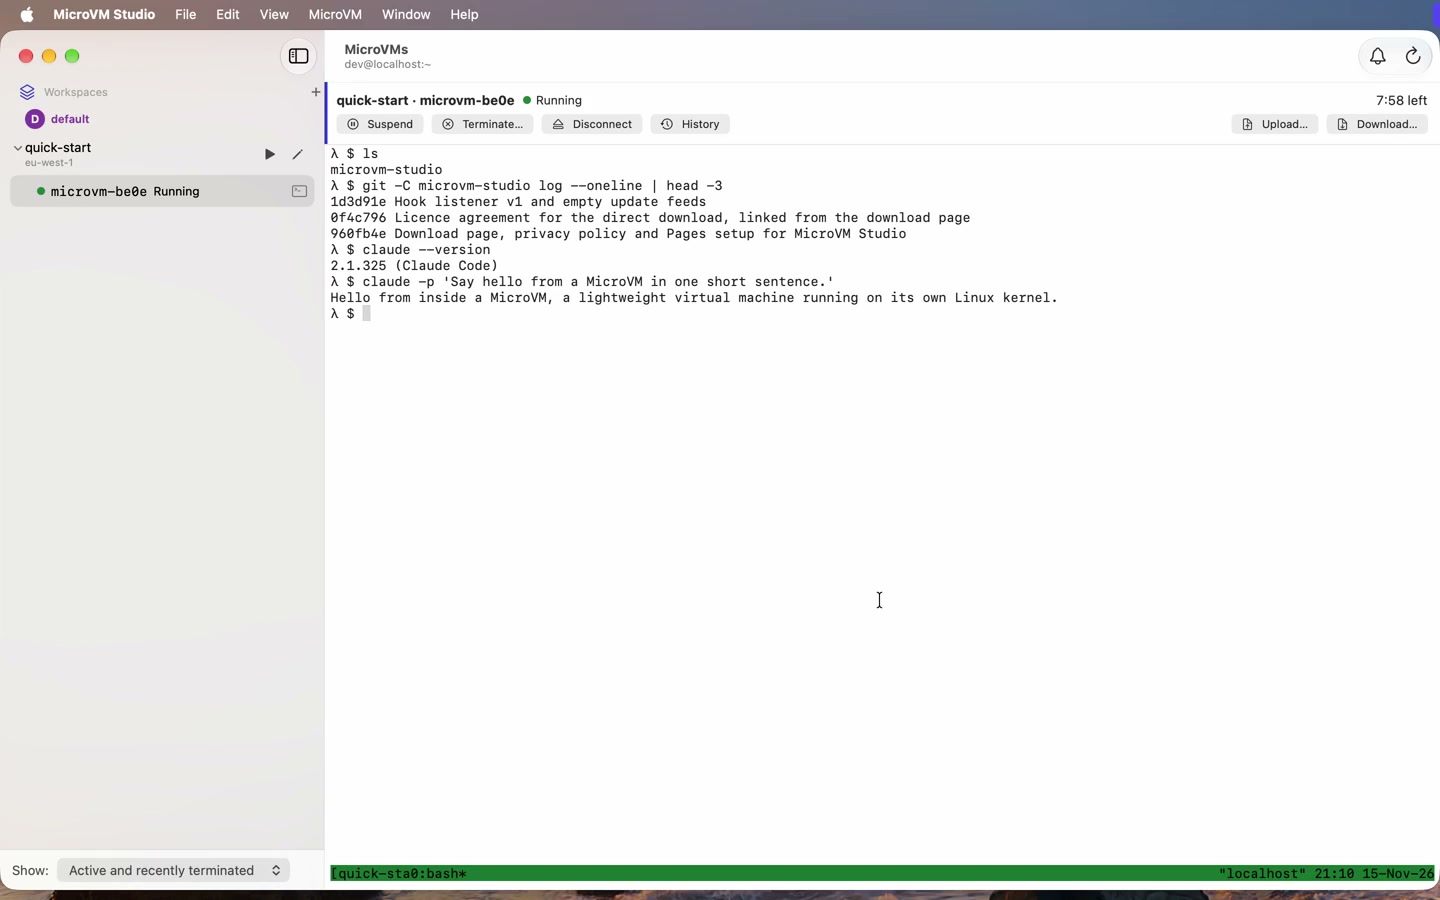 MicroVM Studio File Edit View MicroVM Window Help
MicroVMs
dev@localhost:~
Workspaces +
D default
quick-start
eu-west-1
microvm-be0e Running
quick-start · microvm-be0e Running 7:58 left
Suspend Terminate... Disconnect History Upload... Download...
λ $ ls
microvm-studio
λ $ git -C microvm-studio log --oneline | head -3
1d3d91e Hook listener v1 and empty update feeds
0f4c796 Licence agreement for the direct download, linked from the download page
960fb4e Download page, privacy policy and Pages setup for MicroVM Studio
λ $ claude --version
2.1.325 (Claude Code)
λ $ claude -p 'Say hello from a MicroVM in one short sentence.'
Hello from inside a MicroVM, a lightweight virtual machine running on its own Linux kernel.
λ $
Show: Active and recently terminated
[quick-sta0:bash* "localhost" 21:10 15-Nov-26